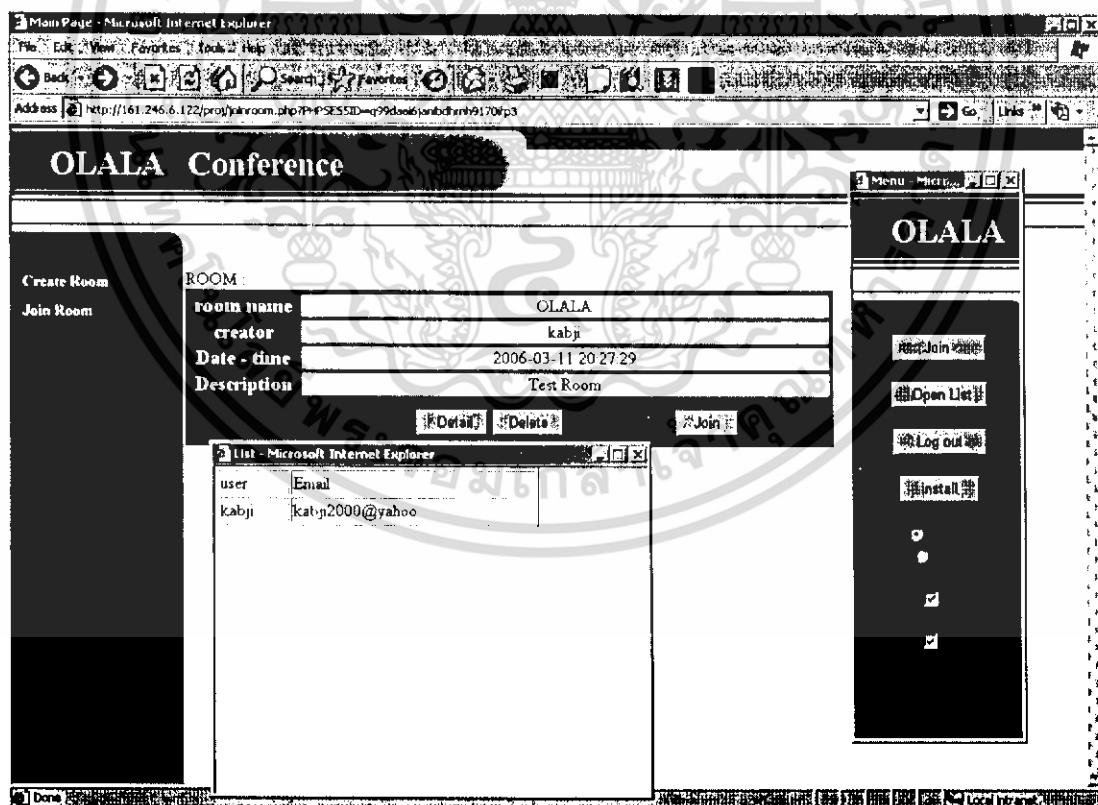 Main Page - Microsoft Internet Explorer
File Edit View Favorites Tools Help
Back Search Favorites
Address http://161.246.6.122/proj/joinroom.php?PHPSESSID= Go Links
OLALA Conference
Create Room
Join Room
ROOM :
room name OLALA
creator kabji
Date - time 2006-03-11 20:27:29
Description Test Room
Detail Delete Join
List - Microsoft Internet Explorer
user Email
kabji kabji2000@yahoo
Menu - Micro...
OLALA
Join
Open List
Log out
install
Done
Local intranet